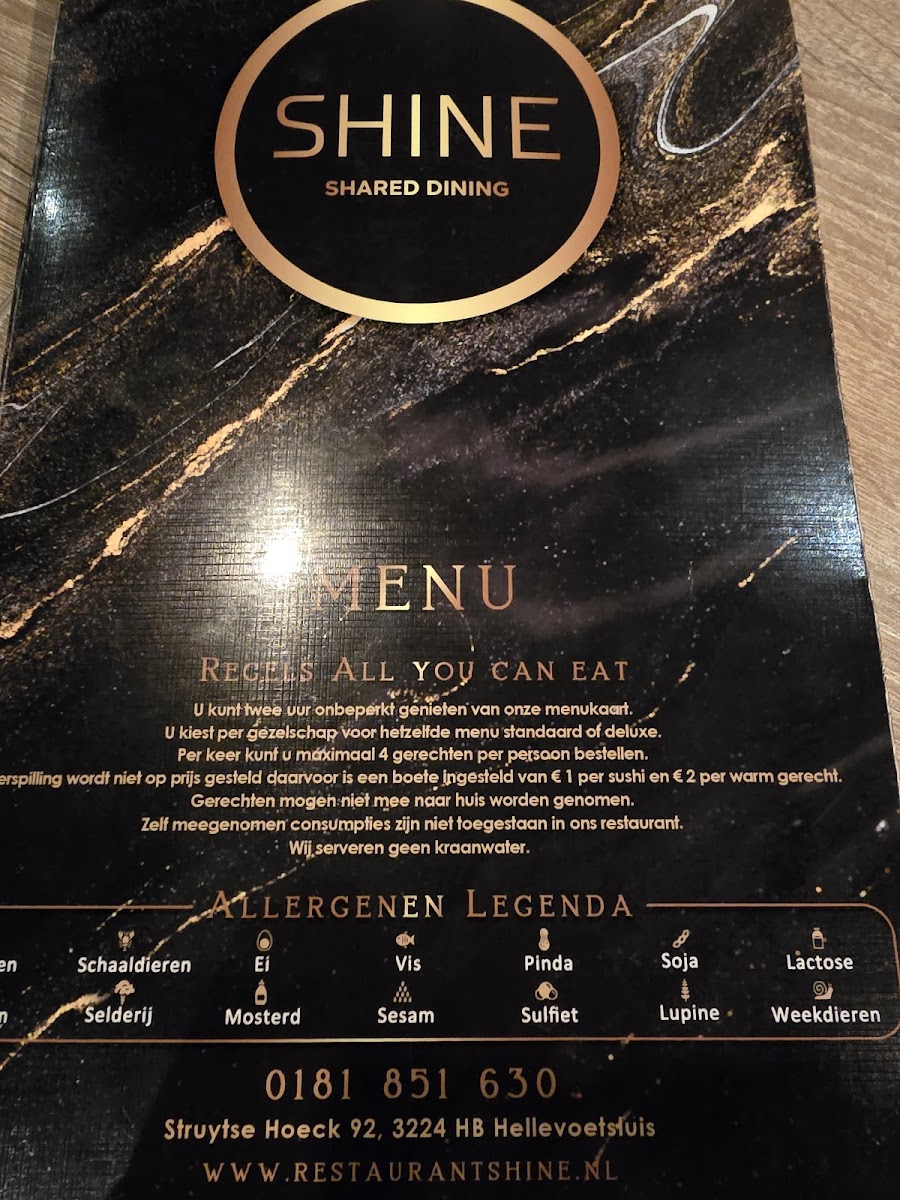 SHINE
SHARED DINING
MENU
REGELS ALL YOU CAN EAT
U kunt twee uur onbeperkt genieten van onze menukaart.
U kiest per gezelschap voor hetzelfde menu standaard of deluxe.
Per keer kunt u maximaal 4 gerechten per persoon bestellen.
erspilling wordt niet op prijs gesteld daarvoor is een boete ingesteld van € 1 per sushi en € 2 per warm gerecht.
Gerechten mogen niet mee naar huis worden genomen.
Zelf meegenomen consumpties zijn niet toegestaan in ons restaurant.
Wij serveren geen kraanwater.
ALLERGENEN LEGENDA
en Schaaldieren Ei Vis Pinda Soja Lactose
n Selderij Mosterd Sesam Sulfiet Lupine Weekdieren
0181 851 630
Struytse Hoeck 92, 3224 HB Hellevoetsluis
WWW.RESTAURANTSHINE.NL